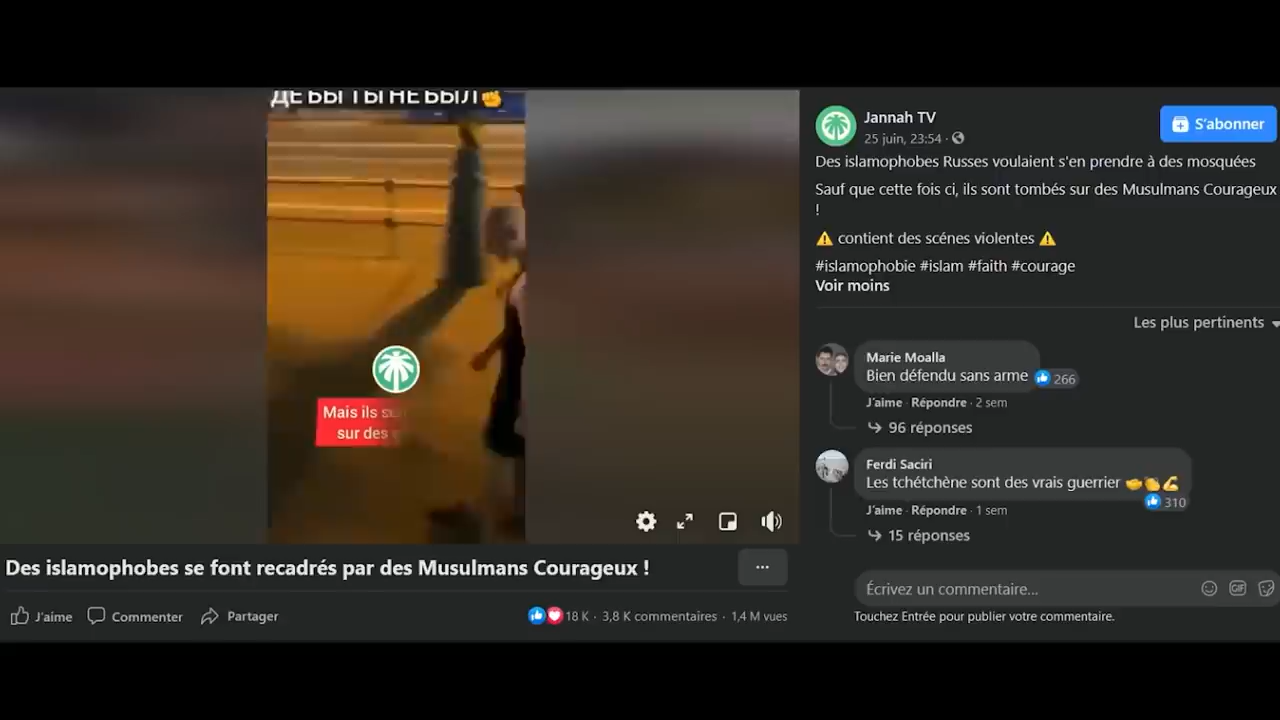 ДЕ БЫ ТЫ НЕ БЫЛ✊
Mais ils
sur des
Des islamophobes se font recadrés par des Musulmans Courageux !
...
J'aime
Commenter
Partager
18 K · 3,8 K commentaires · 1,4 M vues
Jannah TV
25 juin, 23:54 ·
S'abonner
Des islamophobes Russes voulaient s'en prendre à des mosquées
Sauf que cette fois ci, ils sont tombés sur des Musulmans Courageux
!
⚠️ contient des scénes violentes ⚠️
#islamophobie #islam #faith #courage
Voir moins
Les plus pertinents
Marie Moalla
Bien défendu sans arme
266
J'aime · Répondre · 2 sem
96 réponses
Ferdi Saciri
Les tchétchène sont des vrais guerrier 🤝👏💪
310
J'aime · Répondre · 1 sem
15 réponses
Écrivez un commentaire...
GIF
Touchez Entrée pour publier votre commentaire.